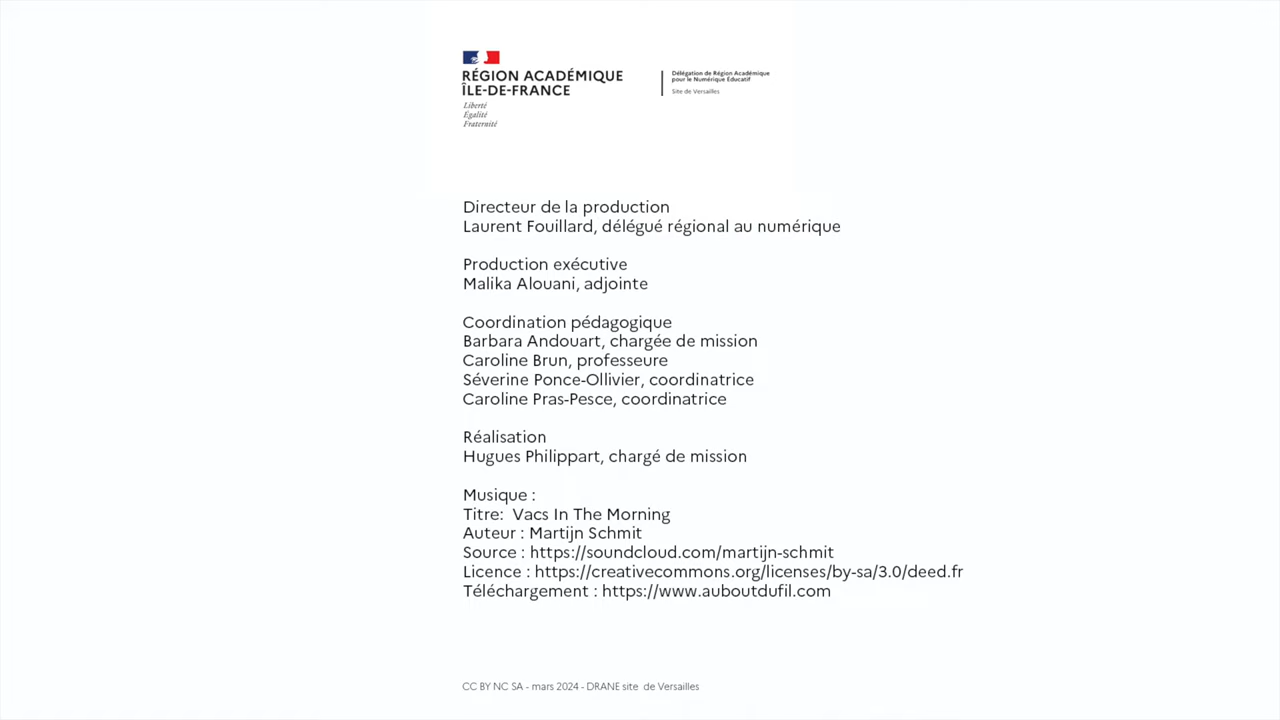 RÉGION ACADÉMIQUE
ÎLE-DE-FRANCE
Liberté
Égalité
Fraternité
Délégation de Région Académique
pour le Numérique Éducatif
Site de Versailles
Directeur de la production
Laurent Fouillard, délégué régional au numérique
Production exécutive
Malika Alouani, adjointe
Coordination pédagogique
Barbara Andouart, chargée de mission
Caroline Brun, professeure
Séverine Ponce-Ollivier, coordinatrice
Caroline Pras-Pesce, coordinatrice
Réalisation
Hugues Philippart, chargé de mission
Musique :
Titre:  Vacs In The Morning
Auteur : Martijn Schmit
Source : https://soundcloud.com/martijn-schmit
Licence : https://creativecommons.org/licenses/by-sa/3.0/deed.fr
Téléchargement : https://www.auboutdufil.com
CC BY NC SA - mars 2024 - DRANE site  de Versailles